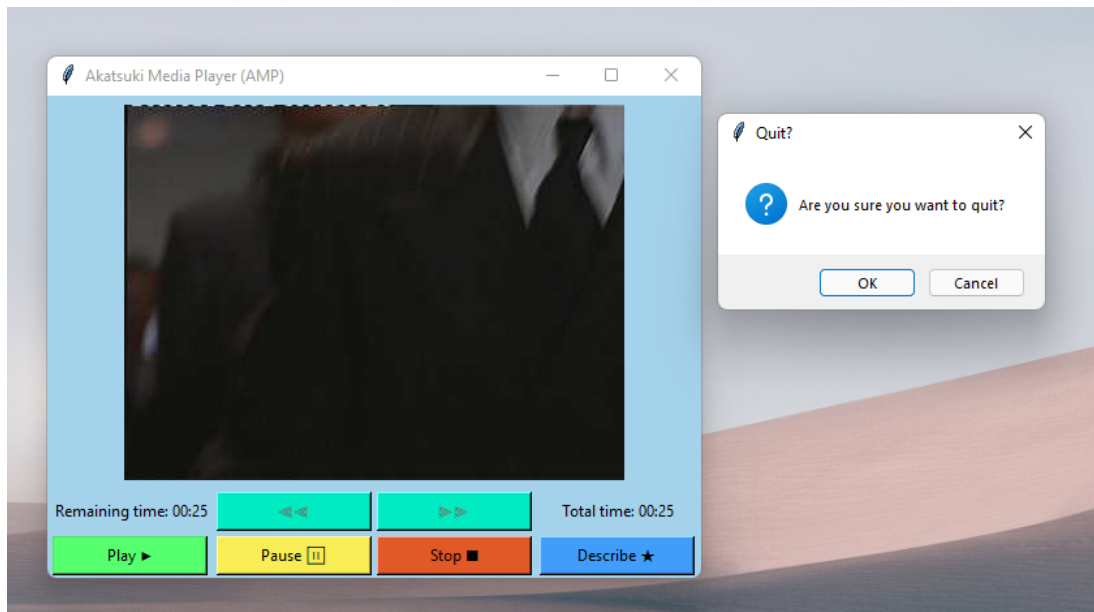 Akatsuki Media Player (AMP)
Quit?
Are you sure you want to quit?
OK
Cancel
Remaining time: 00:25
Total time: 00:25
Play ►
Pause ⏸
Stop ■
Describe ★